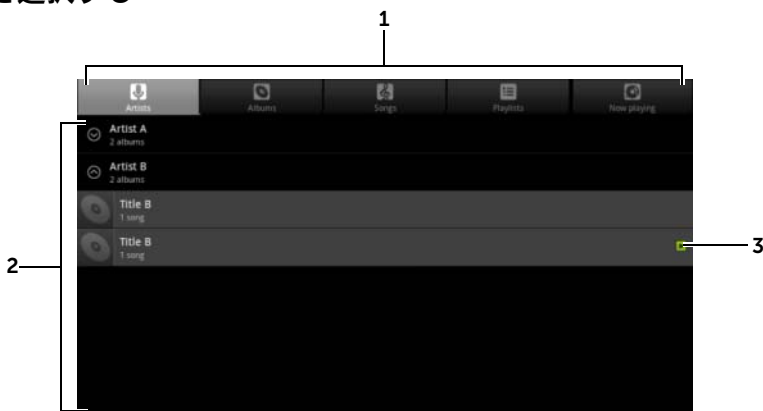 を選択する
1
Artists Albums Songs Playlists Now playing
Artist A
2 albums
Artist B
2 albums
Title B
1 song
Title B
1 song
2
3